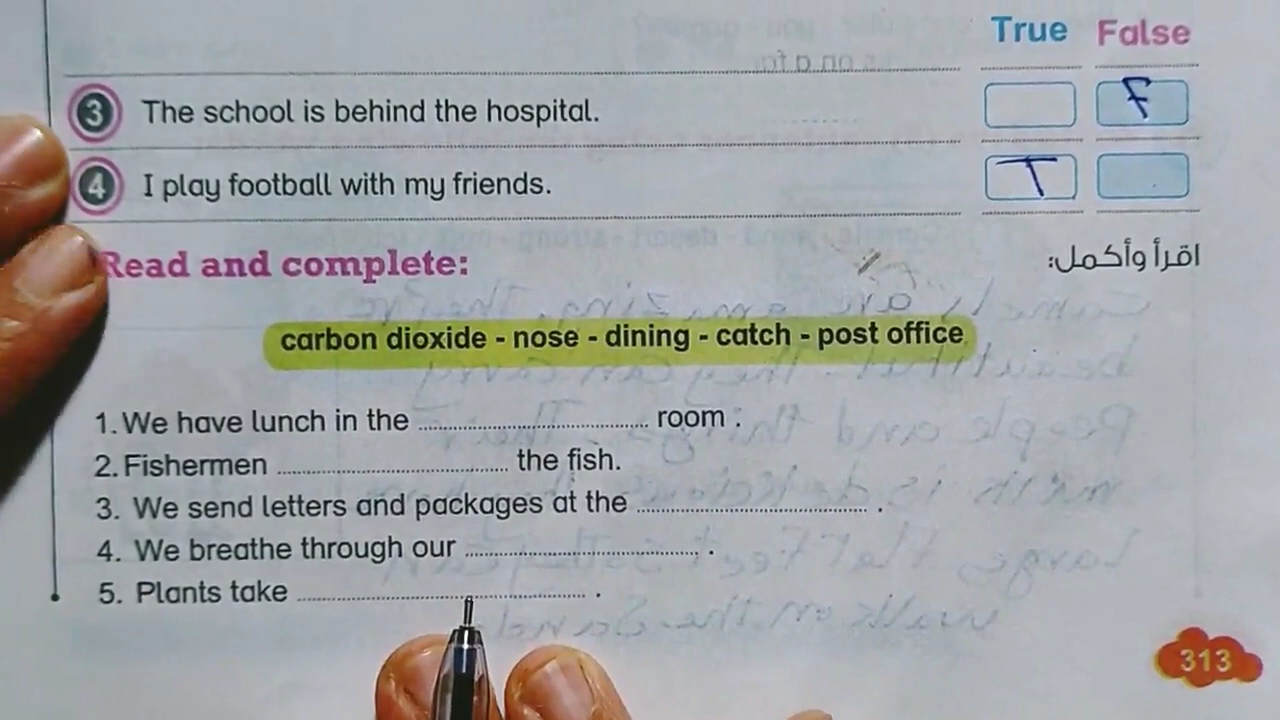 True False
3 The school is behind the hospital. F
4 I play football with my friends. T
Read and complete: اقرأ وأكمل:
carbon dioxide - nose - dining - catch - post office
1. We have lunch in the ........................ room :
2. Fishermen ........................ the fish.
3. We send letters and packages at the ........................ .
4. We breathe through our ........................ .
5. Plants take ........................ .
313